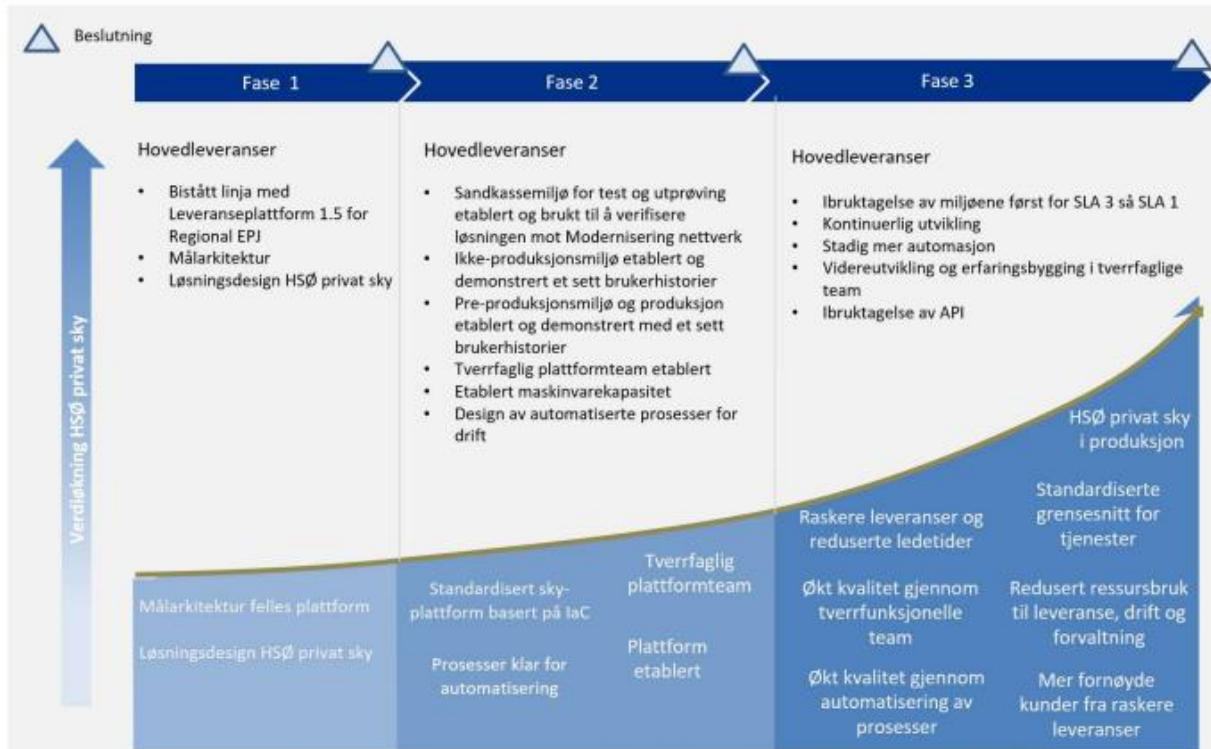 Beslutning
Fase 1
Fase 2
Fase 3
Verdiøkning HSØ privat sky
Hovedleveranser
• Bistått linja med
Leveranseplattform 1.5 for
Regional EPJ
• Målarkitektur
• Løsningsdesign HSØ privat sky
Hovedleveranser
• Sandkassemiljø for test og utprøving
etablert og brukt til å verifisere
løsningen mot Modernisering nettverk
• Ikke-produksjonsmiljø etablert og
demonstrert et sett brukerhistorier
• Pre-produksjonsmiljø og produksjon
etablert og demonstrert med et sett
brukerhistorier
• Tverrfaglig plattformteam etablert
• Etablert maskinvarekapasitet
• Design av automatiserte prosesser for
drift
Hovedleveranser
• Ibruktagelse av miljøene først for SLA 3 så SLA 1
• Kontinuerlig utvikling
• Stadig mer automasjon
• Videreutvikling og erfaringsbygging i tverrfaglige
team
• Ibruktagelse av API
Målarkitektur felles plattform
Løsningsdesign HSØ privat sky
Standardisert sky-
plattform basert på IaC
Prosesser klar for
automatisering
Tverrfaglig
plattformteam
Plattform
etablert
Raskere leveranser og
reduserte ledetider
Økt kvalitet gjennom
tverrfunksjonelle
team
Økt kvalitet gjennom
automatisering av
prosesser
HSØ privat sky
i produksjon
Standardiserte
grensesnitt for
tjenester
Redusert ressursbruk
til leveranse, drift og
forvaltning
Mer fornøyde
kunder fra raskere
leveranser